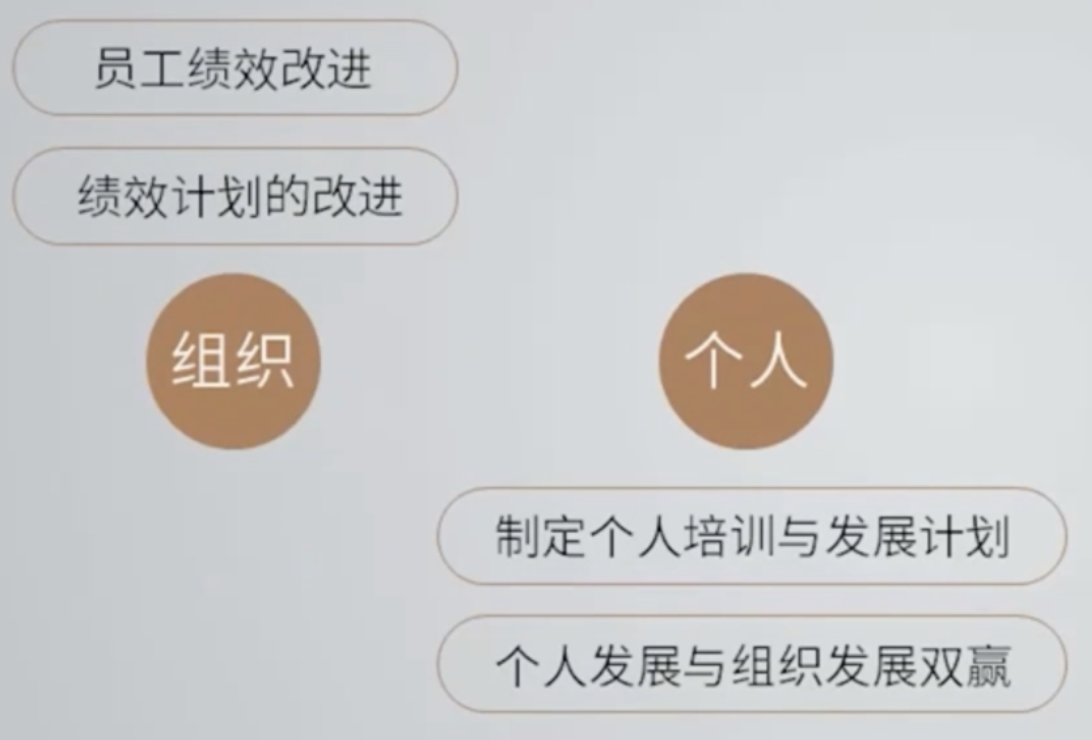 员工绩效改进
绩效计划的改进
组织
个人
制定个人培训与发展计划
个人发展与组织发展双赢